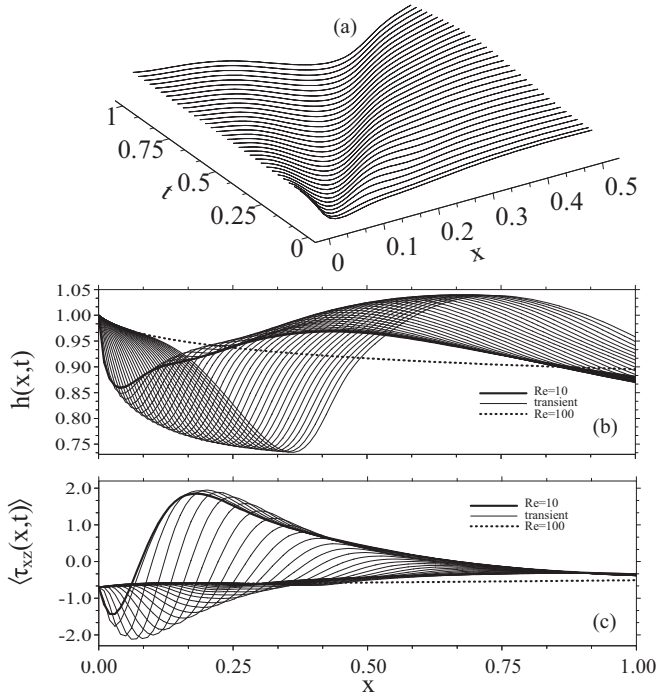 (a)
1
0.75
0.5
0.25
0
t
0
0.1
0.2
0.3
0.4
0.5
x
1.05
1.00
0.95
0.90
0.85
0.80
0.75
h(x,t)
Re=10
transient
Re=100
(b)
2.0
1.0
0.0
-1.0
-2.0
⟨τxz(x,t)⟩
Re=10
transient
Re=100
(c)
0.00
0.25
0.50
0.75
1.00
x